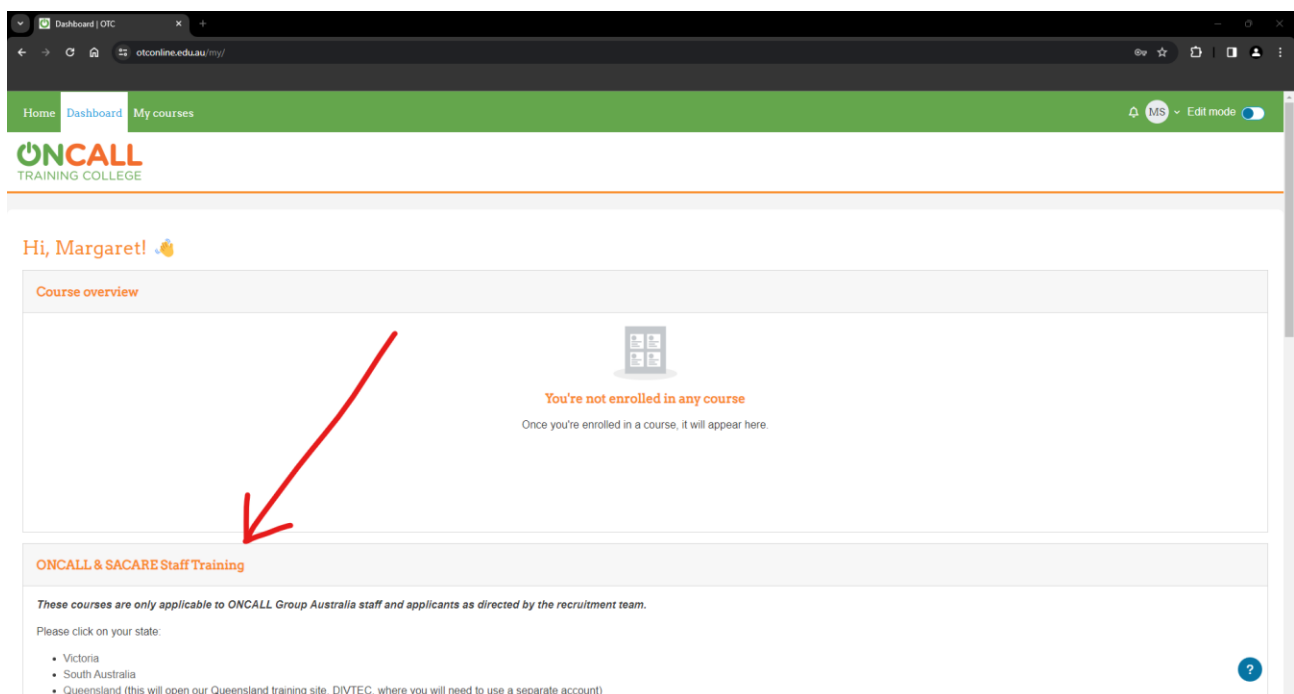 Dashboard | OTC
otconline.edu.au/my/
Home Dashboard My courses
MS Edit mode
ONCALL
TRAINING COLLEGE
Hi, Margaret!
Course overview
You're not enrolled in any course
Once you're enrolled in a course, it will appear here.
ONCALL & SACARE Staff Training
These courses are only applicable to ONCALL Group Australia staff and applicants as directed by the recruitment team.
Please click on your state:
• Victoria
• South Australia
?
• Queensland (this will open our Queensland training site, DIVTEC, where you will need to use a separate account)